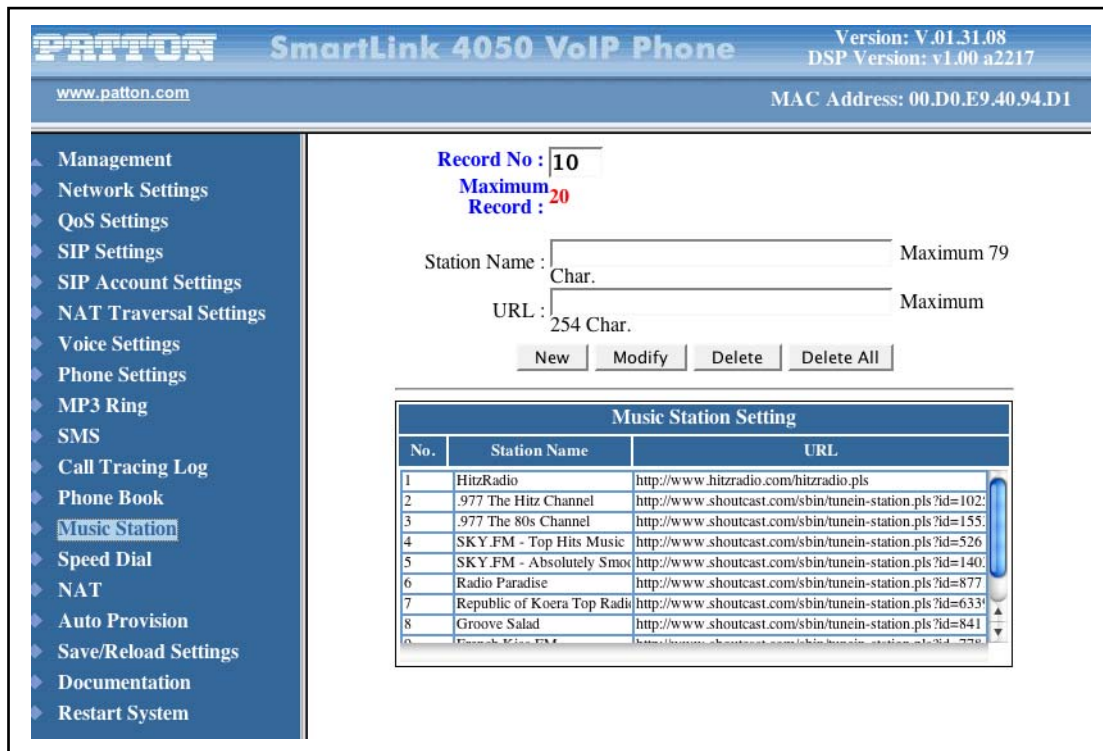 PATTON
SmartLink 4050 VoIP Phone
Version: V.01.31.08
DSP Version: v1.00 a2217
www.patton.com
MAC Address: 00.D0.E9.40.94.D1
Management
Network Settings
QoS Settings
SIP Settings
SIP Account Settings
NAT Traversal Settings
Voice Settings
Phone Settings
MP3 Ring
SMS
Call Tracing Log
Phone Book
Music Station
Speed Dial
NAT
Auto Provision
Save/Reload Settings
Documentation
Restart System
Record No : 10
Maximum
Record : 20
Station Name : Maximum 79
Char.
URL : Maximum
254 Char.
New Modify Delete Delete All
Music Station Setting
No. Station Name URL
1 HitzRadio http://www.hitzradio.com/hitzradio.pls
2 .977 The Hitz Channel http://www.shoutcast.com/sbin/tunein-station.pls?id=102
3 .977 The 80s Channel http://www.shoutcast.com/sbin/tunein-station.pls?id=155
4 SKY.FM - Top Hits Music http://www.shoutcast.com/sbin/tunein-station.pls?id=526
5 SKY.FM - Absolutely Smoo http://www.shoutcast.com/sbin/tunein-station.pls?id=140
6 Radio Paradise http://www.shoutcast.com/sbin/tunein-station.pls?id=877
7 Republic of Koera Top Radi http://www.shoutcast.com/sbin/tunein-station.pls?id=633
8 Groove Salad http://www.shoutcast.com/sbin/tunein-station.pls?id=841